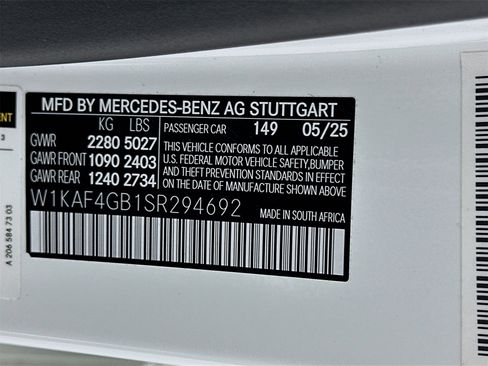 MFD BY MERCEDES-BENZ AG STUTTGART
KG LBS
PASSENGER CAR 149 05/25
GVWR 2280 5027
GAWR FRONT 1090 2403
GAWR REAR 1240 2734
THIS VEHICLE CONFORMS TO ALL APPLICABLE
U.S. FEDERAL MOTOR VEHICLE SAFETY,BUMPER
AND THEFT PREVENTION STANDARDS IN EFFECT
ON THE DATE OF MANUFACTURE SHOWN ABOVE.
W1KAF4GB1SR294692
MADE IN SOUTH AFRICA
A 206 584 73 03